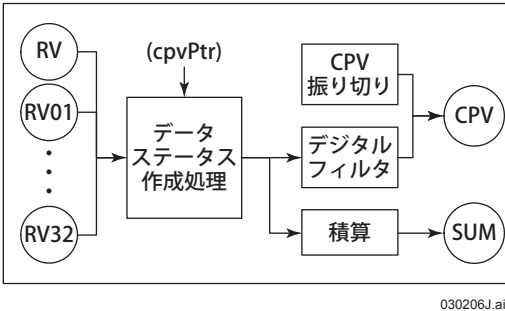 RV
RV01
RV32
(cpvPtr)
データ
ステータス
作成処理
CPV
振り切り
デジタル
フィルタ
積算
CPV
SUM
030206J.ai